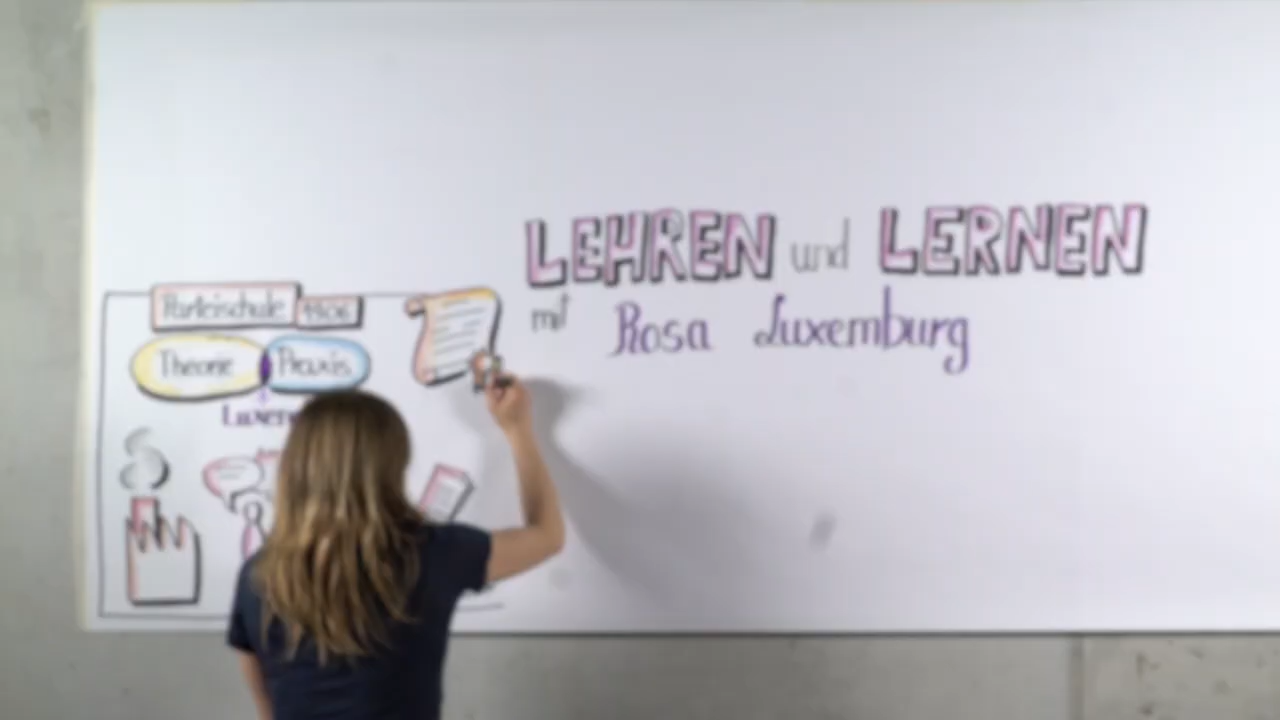 LEHREN und LERNEN
mit Rosa Luxemburg
Parteischule 1906
Theorie Praxis